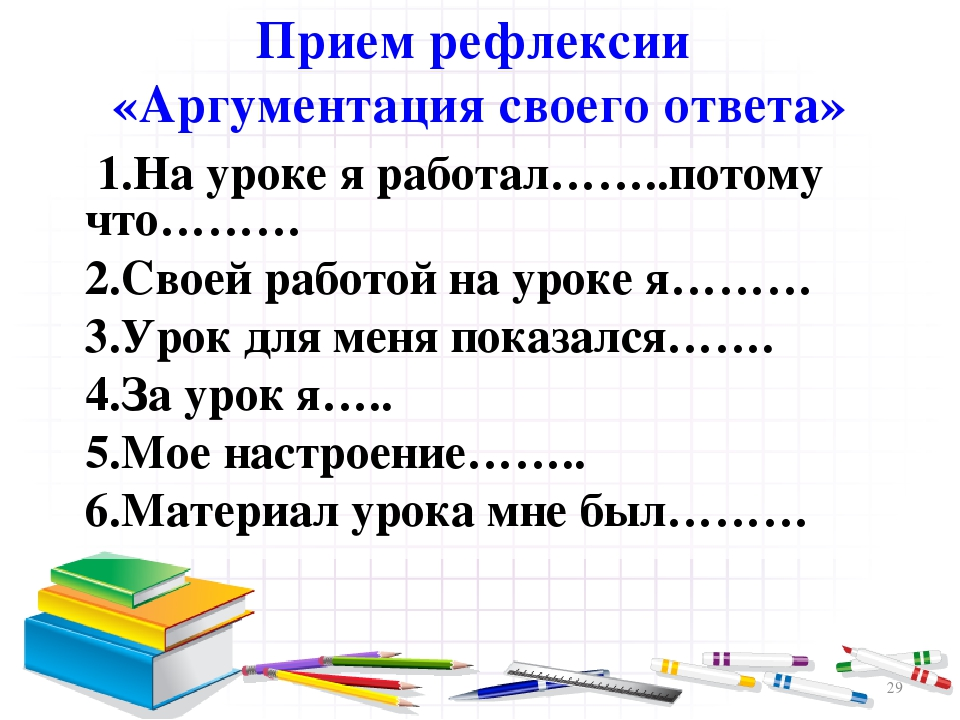 Прием рефлексии
«Аргументация своего ответа»
1.На уроке я работал……..потому
что………
2.Своей работой на уроке я………
3.Урок для меня показался…….
4.За урок я…..
5.Мое настроение……..
6.Материал урока мне был………
29